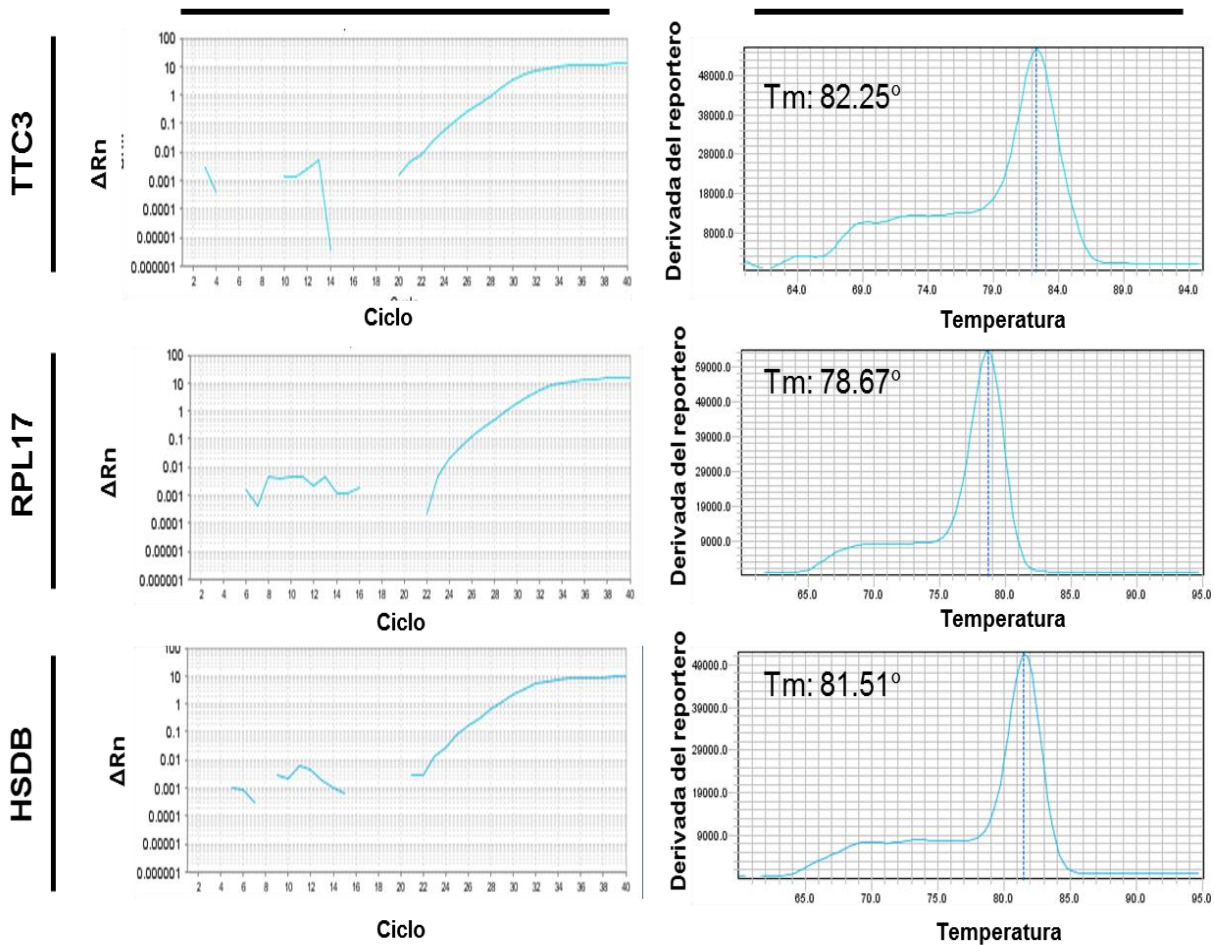 TTC3
ΔRn
100
10
1
0.1
0.01
0.001
0.0001
0.00001
0.000001
2 4 6 8 10 12 14 16 18 20 22 24 26 28 30 32 34 36 38 40
Ciclo
Derivada del reportero
Tm: 82.25º
48000.0
38000.0
28000.0
18000.0
8000.0
64.0 69.0 74.0 79.0 84.0 89.0 94.0
Temperatura
RPL17
ΔRn
100
10
1
0.1
0.01
0.001
0.0001
0.00001
0.000001
2 4 6 8 10 12 14 16 18 20 22 24 26 28 30 32 34 36 38 40
Ciclo
Derivada del reportero
Tm: 78.67º
59000.0
49000.0
39000.0
29000.0
19000.0
9000.0
65.0 70.0 75.0 80.0 85.0 90.0 95.0
Temperatura
HSDB
ΔRn
100
10
1
0.1
0.01
0.001
0.0001
0.00001
0.000001
2 4 6 8 10 12 14 16 18 20 22 24 26 28 30 32 34 36 38 40
Ciclo
Derivada del reportero
Tm: 81.51º
49000.0
39000.0
29000.0
19000.0
9000.0
65.0 70.0 75.0 80.0 85.0 90.0 95.0
Temperatura